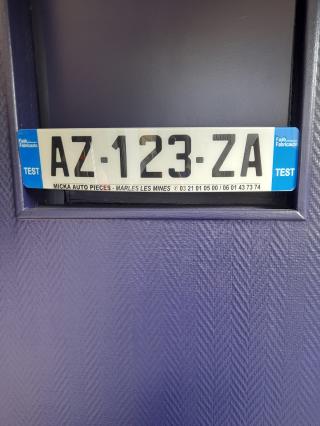 AZ-123-ZA
TEST
TEST
MICKA AUTO PIECES - MARLES LES MINES ✆ 03 21 01 05 00 / 06 01 43 73 74